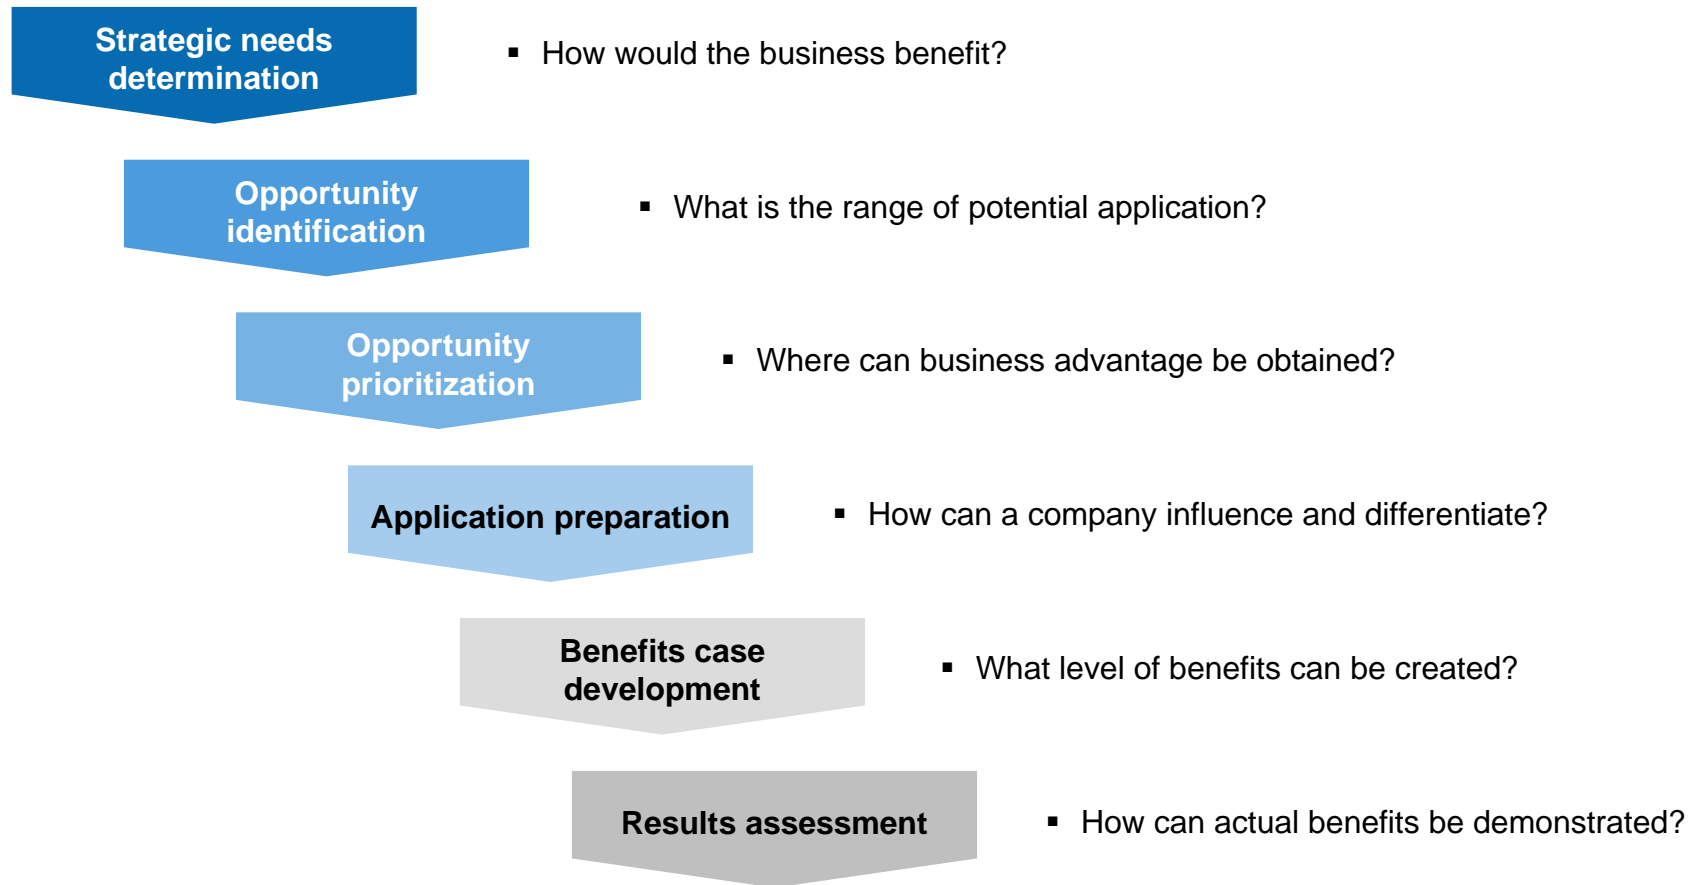 Strategic needs
determination
▪ How would the business benefit?
Opportunity
identification
▪ What is the range of potential application?
Opportunity
prioritization
▪ Where can business advantage be obtained?
Application preparation
▪ How can a company influence and differentiate?
Benefits case
development
▪ What level of benefits can be created?
Results assessment
▪ How can actual benefits be demonstrated?